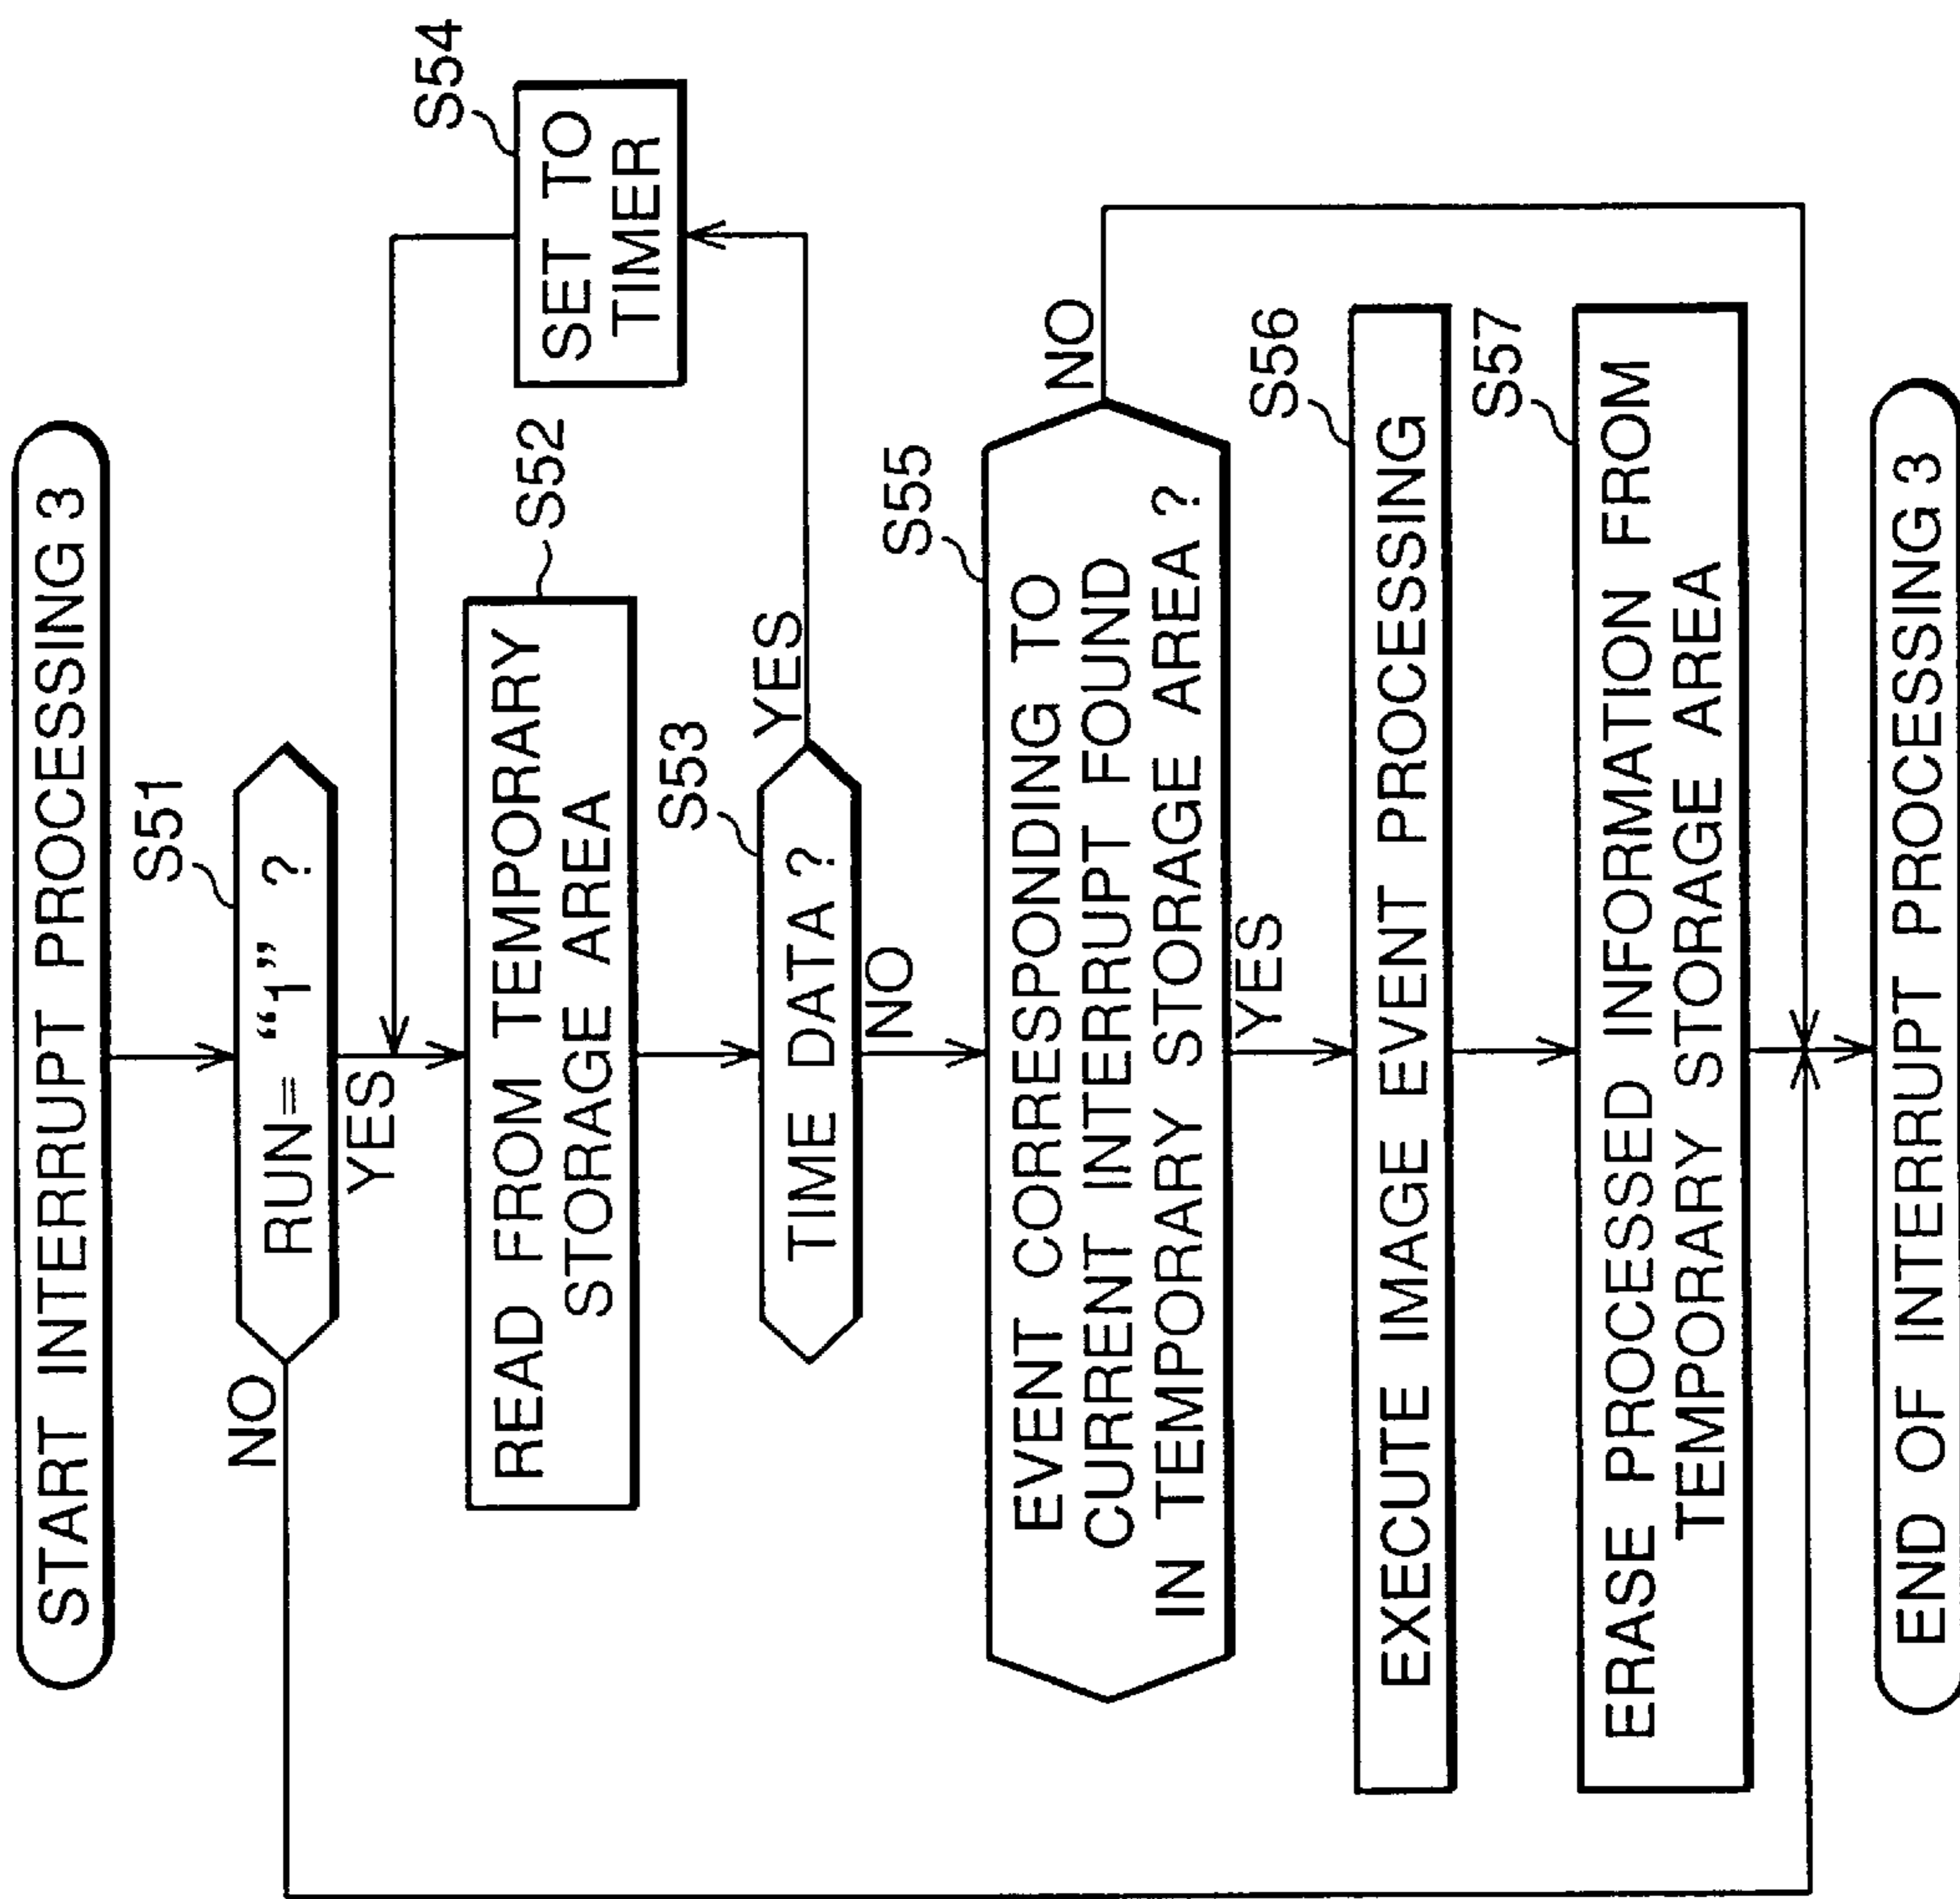 START INTERRUPT PROCESSING 3
S51
RUN= “1” ?
NO
YES
S54
SET TO
TIMER
S52
READ FROM TEMPORARY
STORAGE AREA
S53
TIME DATA ?
YES
NO
S55
EVENT CORRESPONDING TO
CURRENT INTERRUPT FOUND
IN TEMPORARY STORAGE AREA ?
NO
YES
S56
EXECUTE IMAGE EVENT PROCESSING
S57
ERASE PROCESSED INFORMATION FROM
TEMPORARY STORAGE AREA
END OF INTERRUPT PROCESSING 3